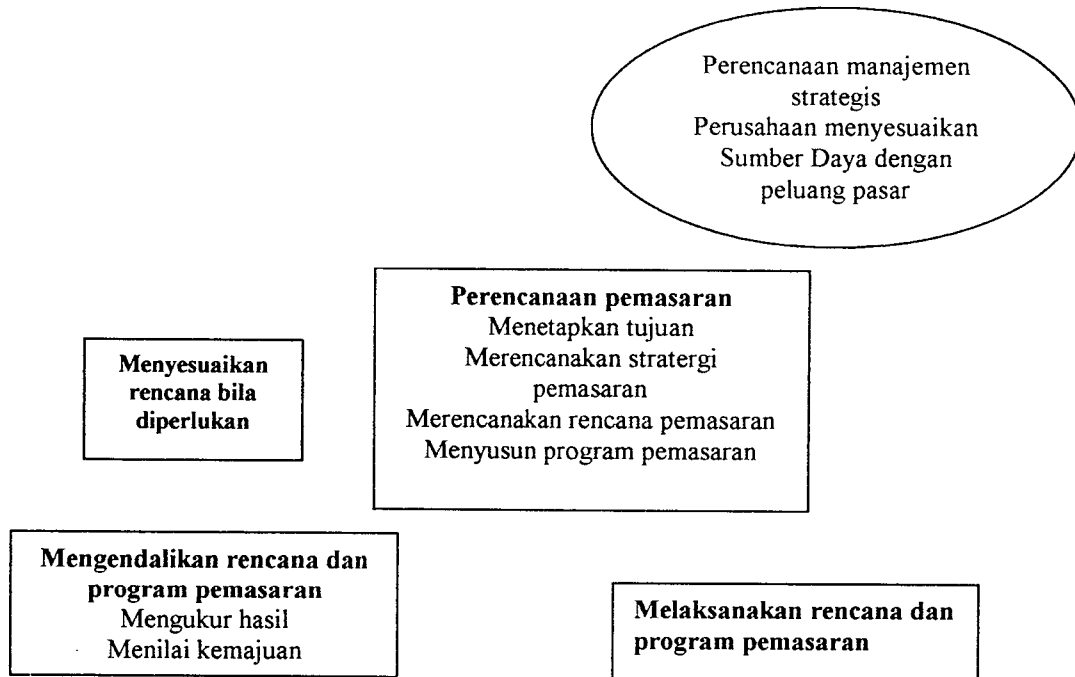 Perencanaan manajemen
strategis
Perusahaan menyesuaikan
Sumber Daya dengan
peluang pasar
Perencanaan pemasaran
Menetapkan tujuan
Merencanakan stratergi
pemasaran
Merencanakan rencana pemasaran
Menyusun program pemasaran
Menyesuaikan
rencana bila
diperlukan
Mengendalikan rencana dan
program pemasaran
Mengukur hasil
Menilai kemajuan
Melaksanakan rencana dan
program pemasaran